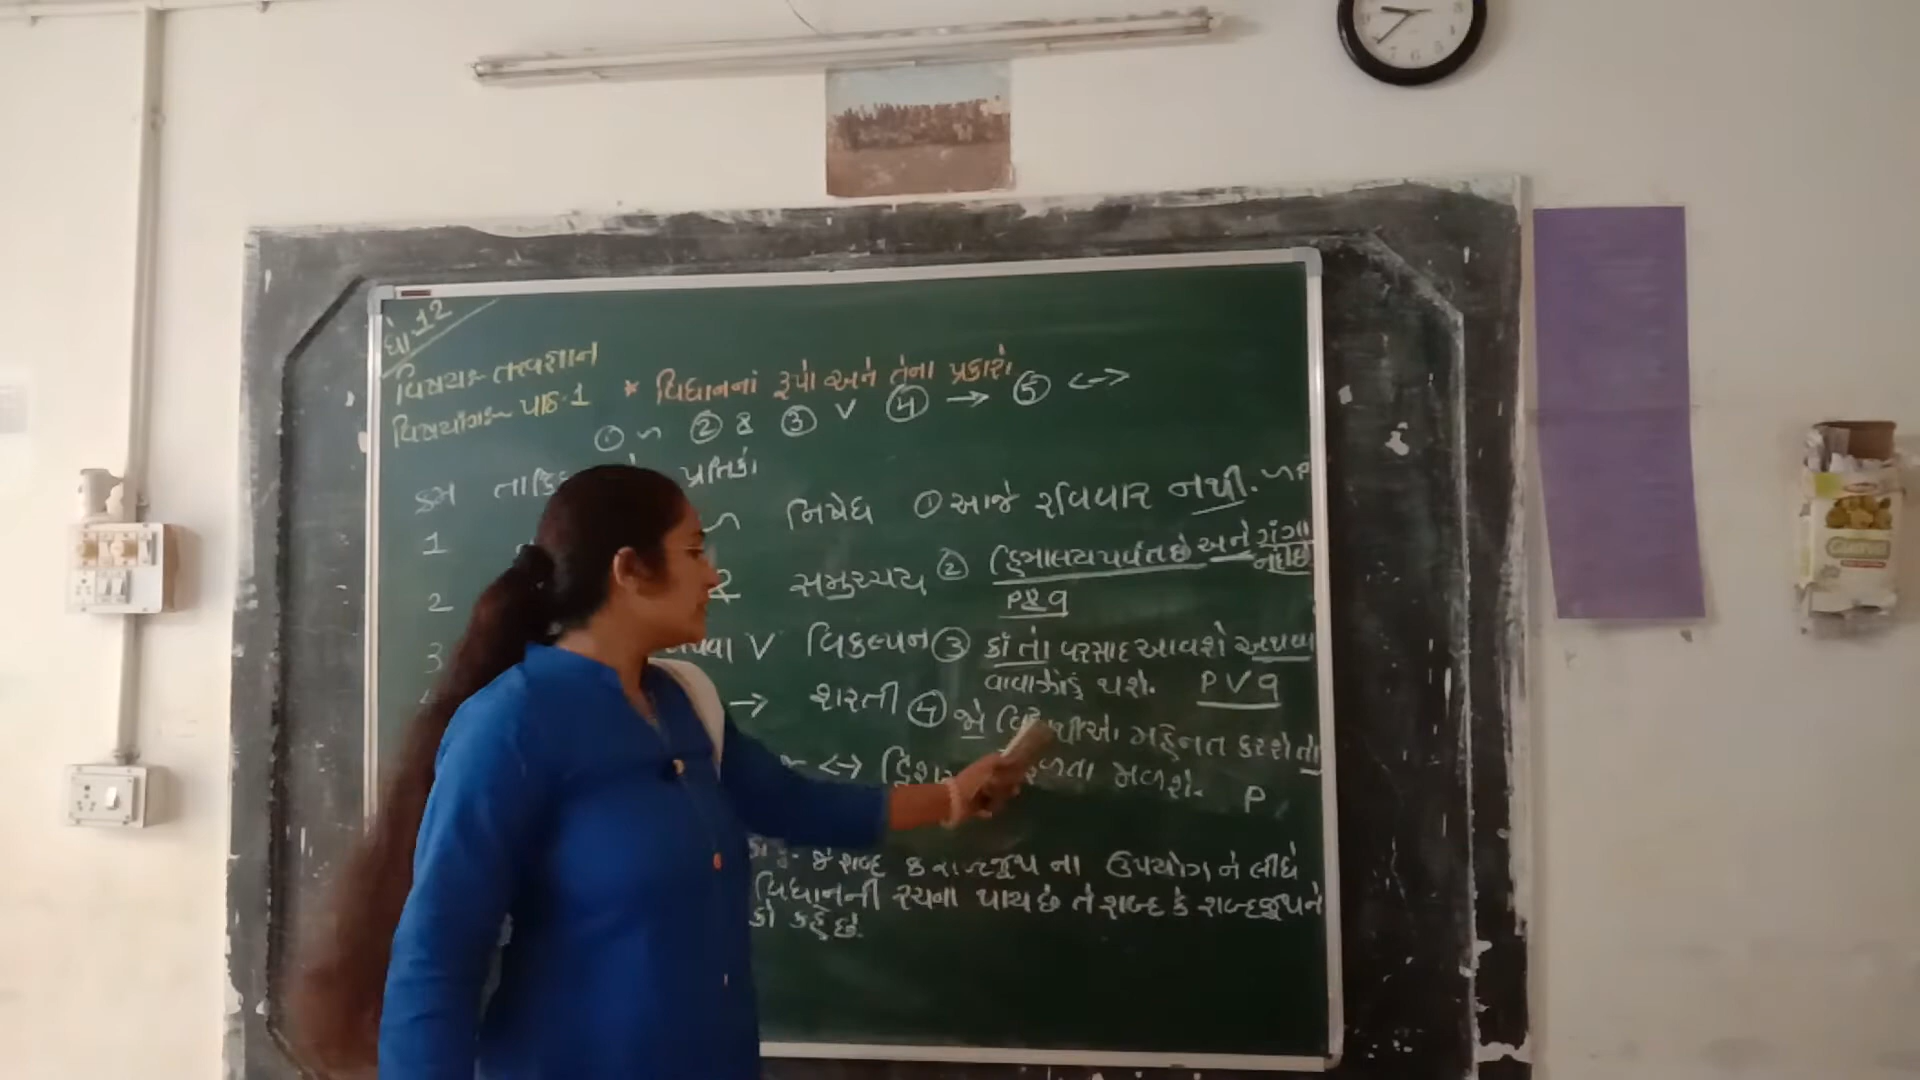 ધો-12
વિષયઃ- તત્વજ્ઞાન
વિષયાંગઃ- પાઠ-1
* વિધાનનાં રૂપો અને તેના પ્રકારો
① ~ ② & ③ V ④ → ⑤ <->
ક્રમ પ્રતિકો
1 ~ નિષેધ ① આજે રવિવાર નથી. ~P
2 & સમુચ્ચય ② હિમાલય પર્વત છે અને ગંગા નદી છે
P&q
3 V વિકલ્પન ③ કાં તો વરસાદ આવશે અથવા
વાવાઝોડું થશે. PVq
→ શરતી ④ જો મહેનત કરશે તો
<-> મળશે. P
જે શબ્દ કે શબ્દજૂથ ના ઉપયોગ ને લીધે
વિધાનની રચના થાય છે તે શબ્દ કે શબ્દજૂથને
કો કહે છે.